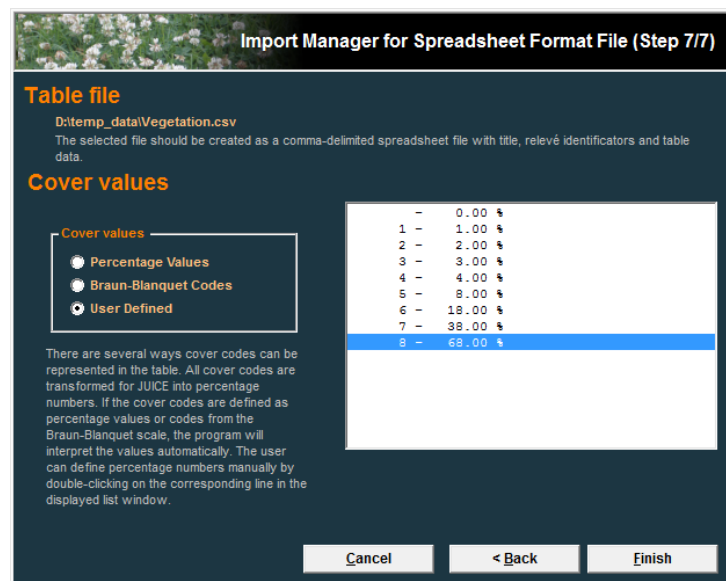 Import Manager for Spreadsheet Format File (Step 7/7)
Table file
D:\temp_data\Vegetation.csv
The selected file should be created as a comma-delimited spreadsheet file with title, relevé identificators and table
data.
Cover values
Cover values
Percentage Values
Braun-Blanquet Codes
User Defined
There are several ways cover codes can be
represented in the table. All cover codes are
transformed for JUICE into percentage
numbers. If the cover codes are defined as
percentage values or codes from the
Braun-Blanquet scale, the program will
interpret the values automatically. The user
can define percentage numbers manually by
double-clicking on the corresponding line in the
displayed list window.
- 0.00 %
1 - 1.00 %
2 - 2.00 %
3 - 3.00 %
4 - 4.00 %
5 - 8.00 %
6 - 18.00 %
7 - 38.00 %
8 - 68.00 %
Cancel
< Back
Finish